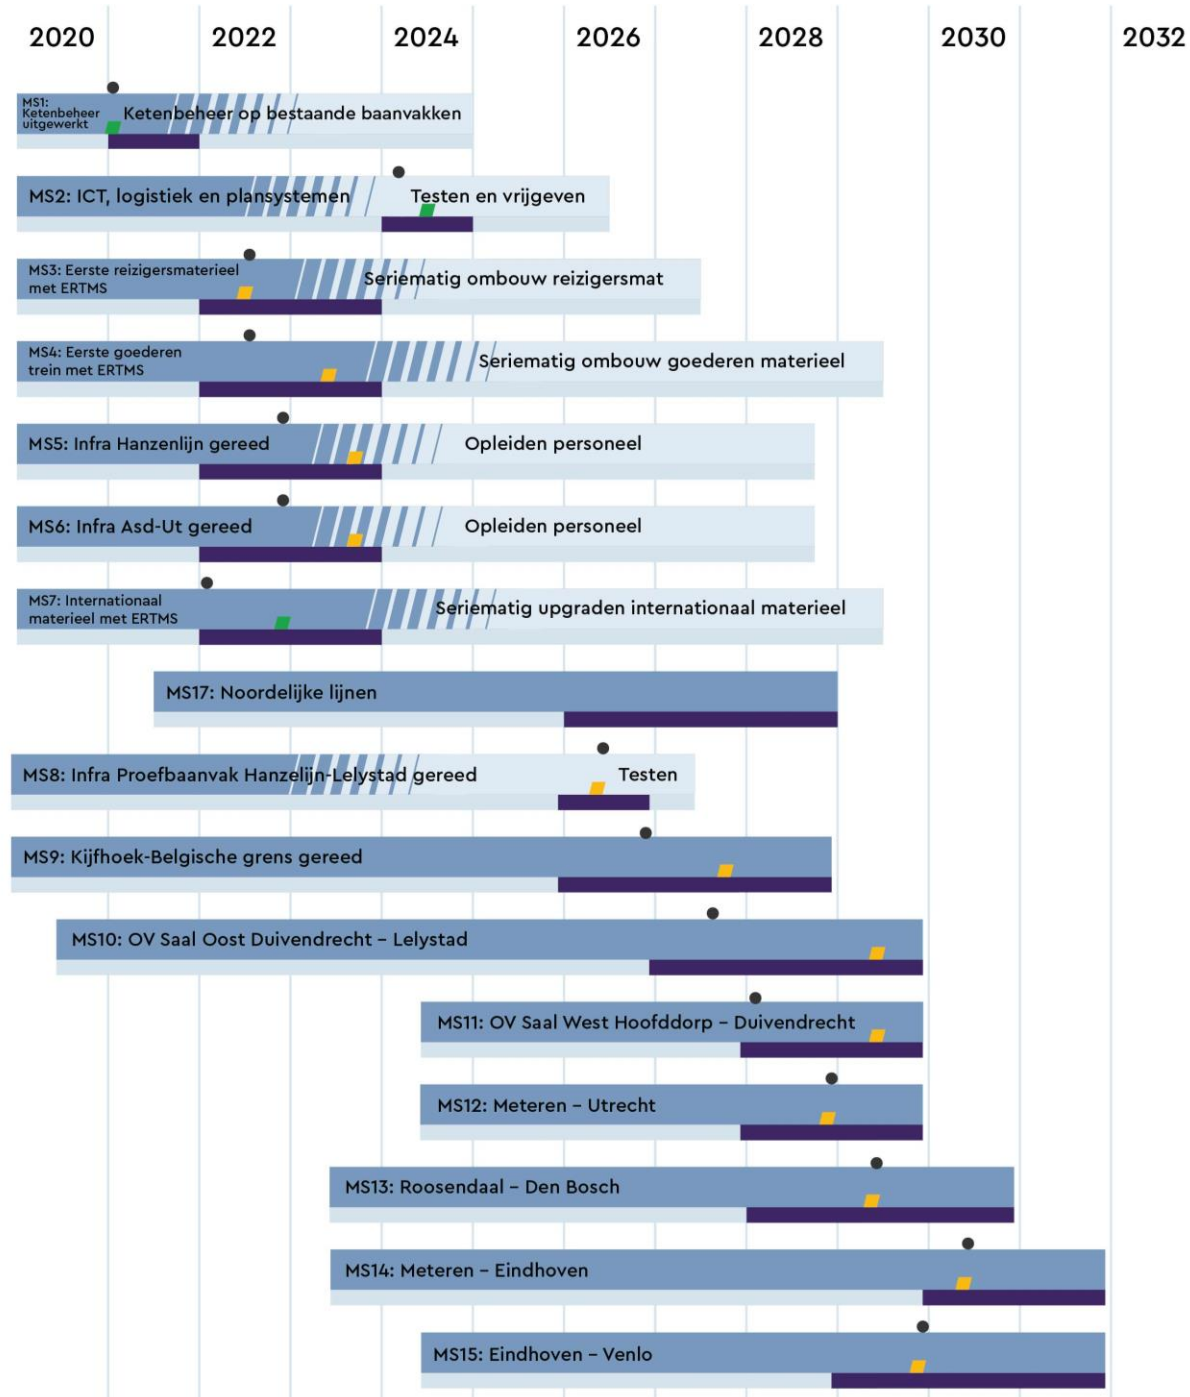 2020 2022 2024 2026 2028 2030 2032
MS1:
Ketenbeheer
uitgewerkt
Ketenbeheer op bestaande baanvakken
MS2: ICT, logistiek en plansystemen
Testen en vrijgeven
MS3: Eerste reizigersmaterieel
met ERTMS
Seriematig ombouw reizigersmat
MS4: Eerste goederen
trein met ERTMS
Seriematig ombouw goederen materieel
MS5: Infra Hanzenlijn gereed
Opleiden personeel
MS6: Infra Asd-Ut gereed
Opleiden personeel
MS7: Internationaal
materieel met ERTMS
Seriematig upgraden internationaal materieel
MS17: Noordelijke lijnen
MS8: Infra Proefbaanvak Hanzelijn-Lelystad gereed
Testen
MS9: Kijfhoek-Belgische grens gereed
MS10: OV Saal Oost Duivendrecht – Lelystad
MS11: OV Saal West Hoofddorp – Duivendrecht
MS12: Meteren – Utrecht
MS13: Roosendaal – Den Bosch
MS14: Meteren – Eindhoven
MS15: Eindhoven – Venlo